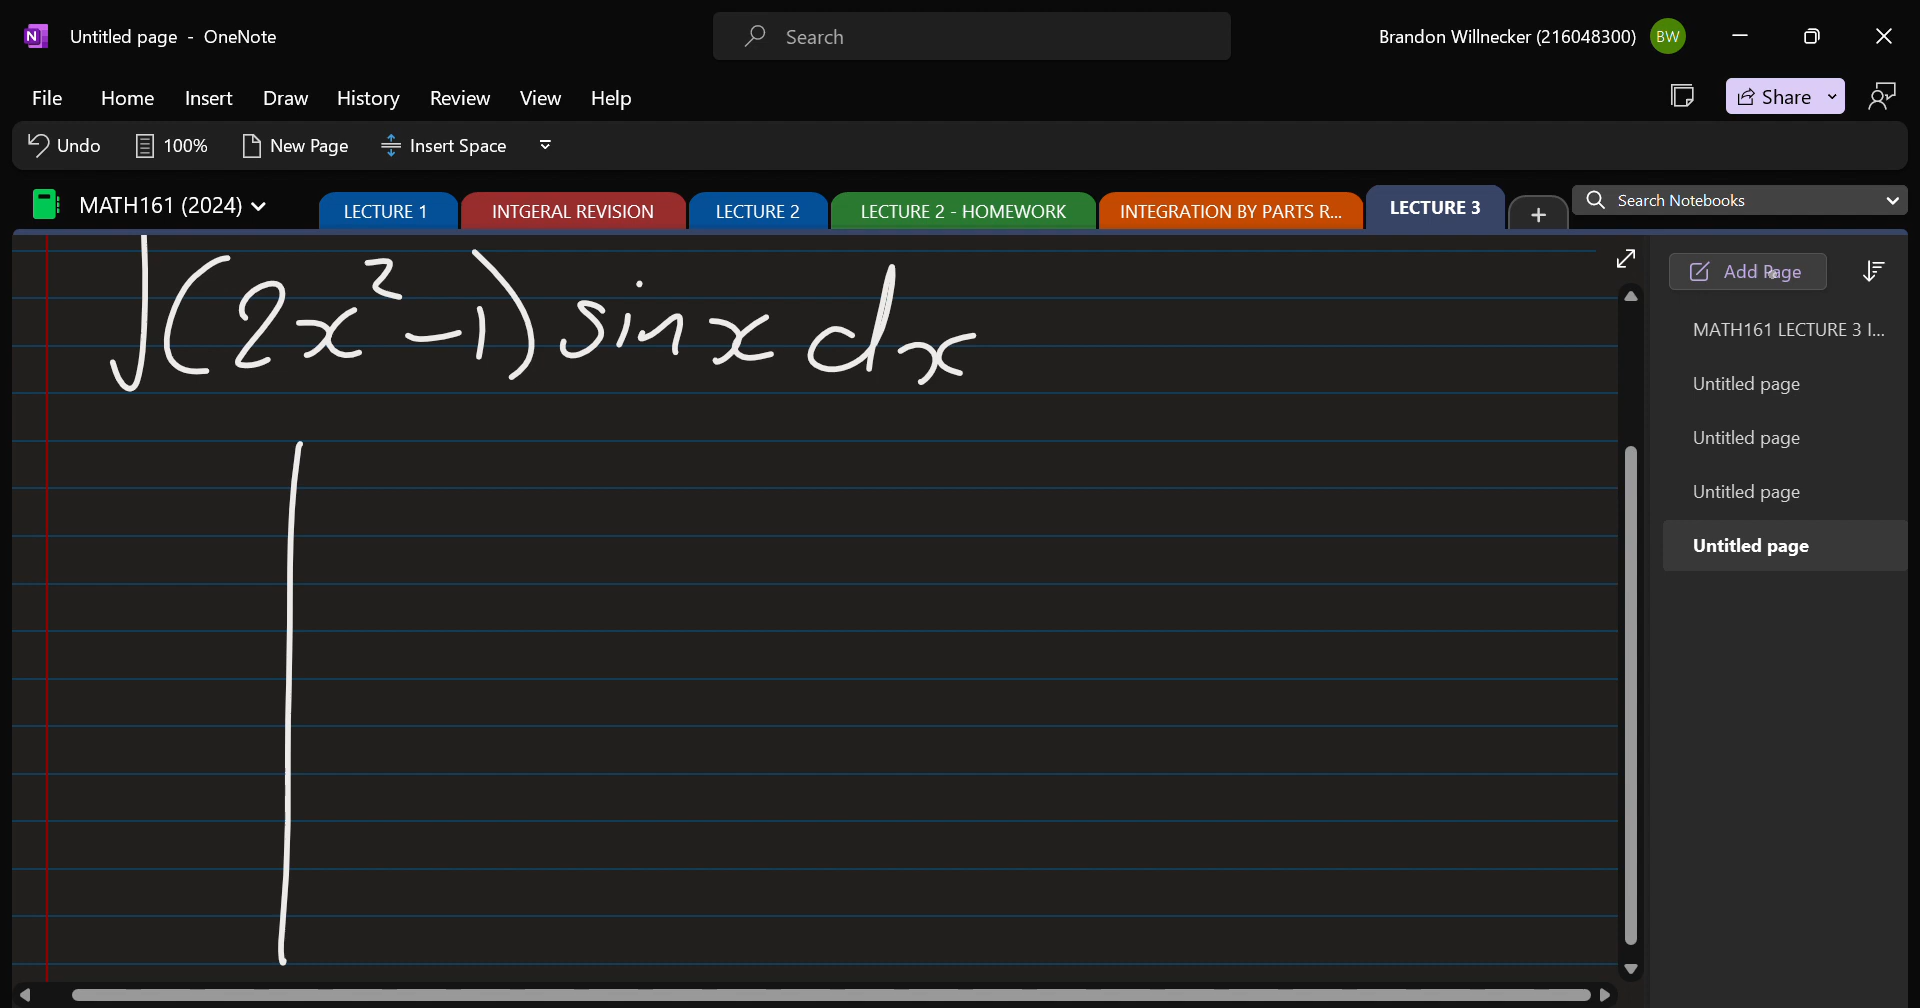 Untitled page - OneNote
Search
Brandon Willnecker (216048300) BW
File Home Insert Draw History Review View Help
Share
Undo 100% New Page Insert Space
MATH161 (2024)
LECTURE 1 INTGERAL REVISION LECTURE 2 LECTURE 2 - HOMEWORK INTEGRATION BY PARTS R... LECTURE 3 +
Search Notebooks
∫(2x²-1) sin x dx
Add Page
MATH161 LECTURE 3 I...
Untitled page
Untitled page
Untitled page
Untitled page